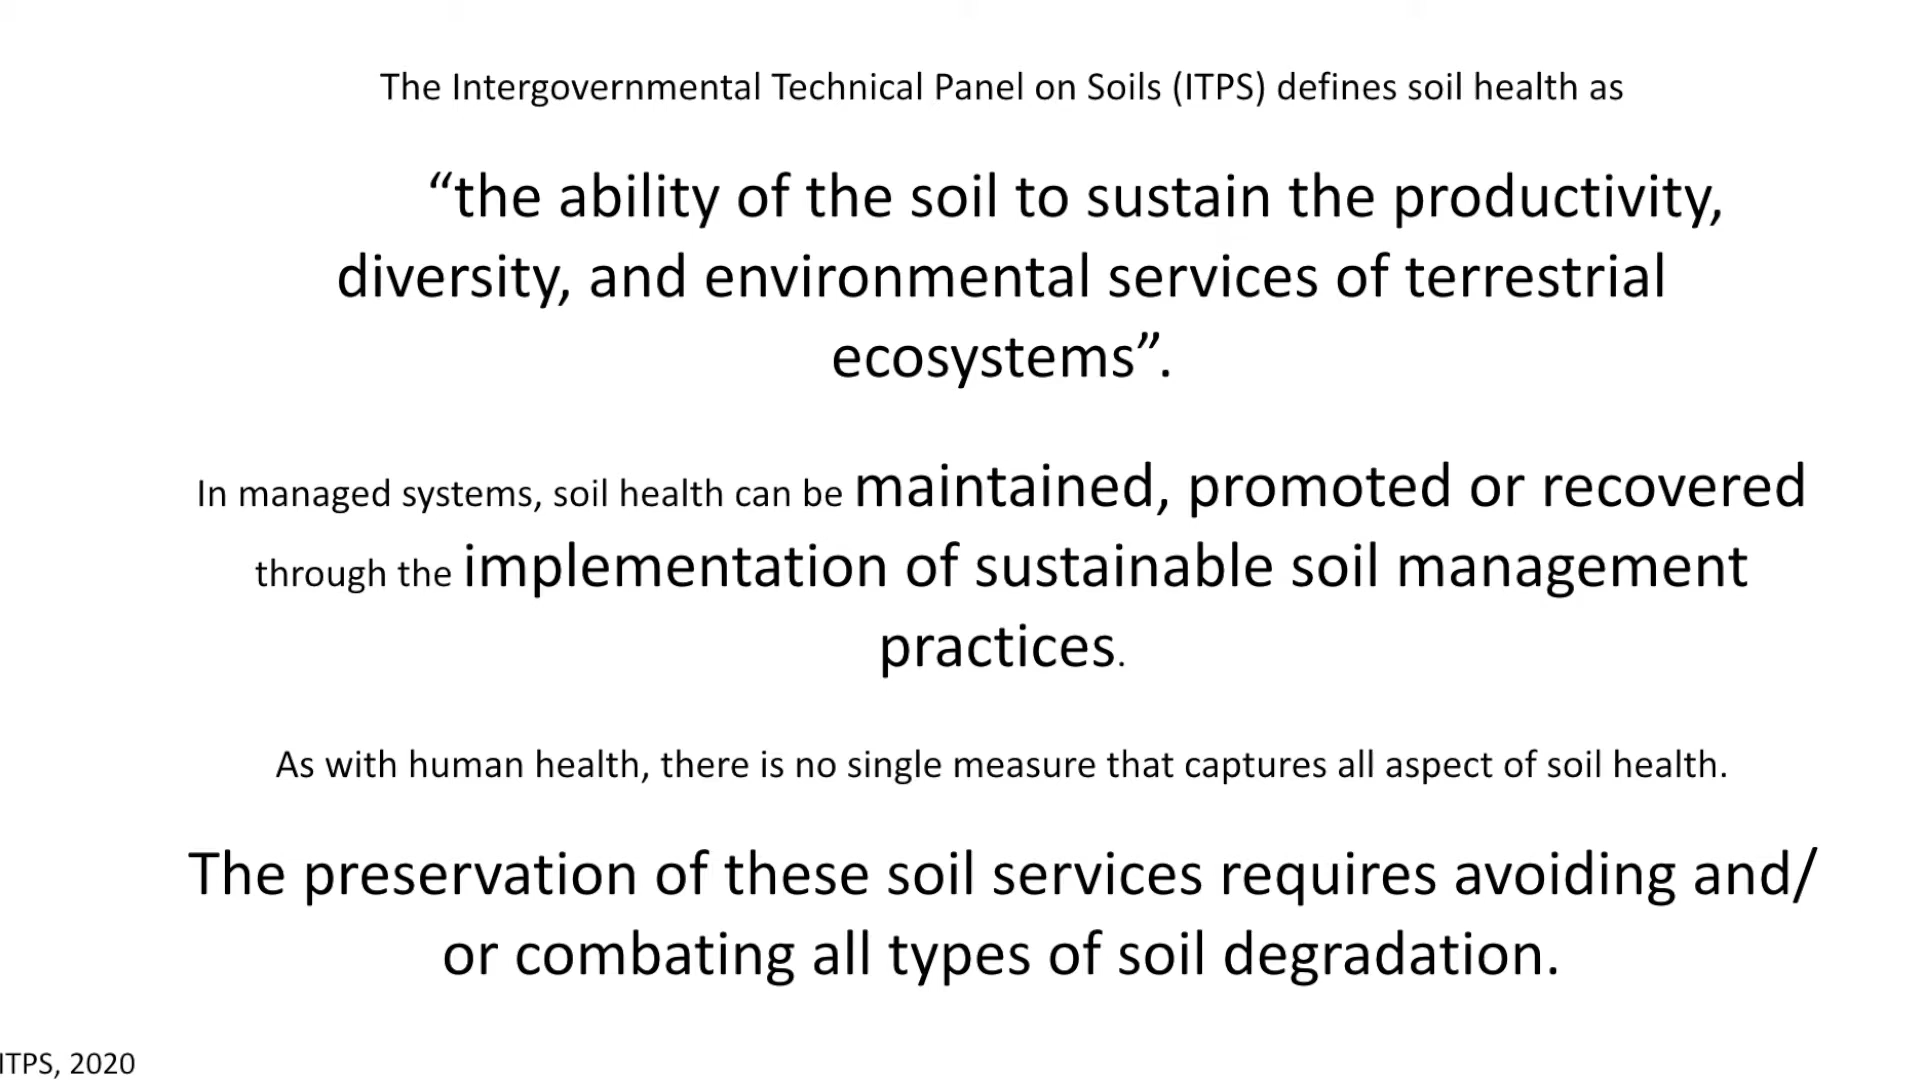 The Intergovernmental Technical Panel on Soils (ITPS) defines soil health as
“the ability of the soil to sustain the productivity,
diversity, and environmental services of terrestrial
ecosystems”.
In managed systems, soil health can be maintained, promoted or recovered
through the implementation of sustainable soil management
practices.
As with human health, there is no single measure that captures all aspect of soil health.
The preservation of these soil services requires avoiding and/
or combating all types of soil degradation.
ITPS, 2020